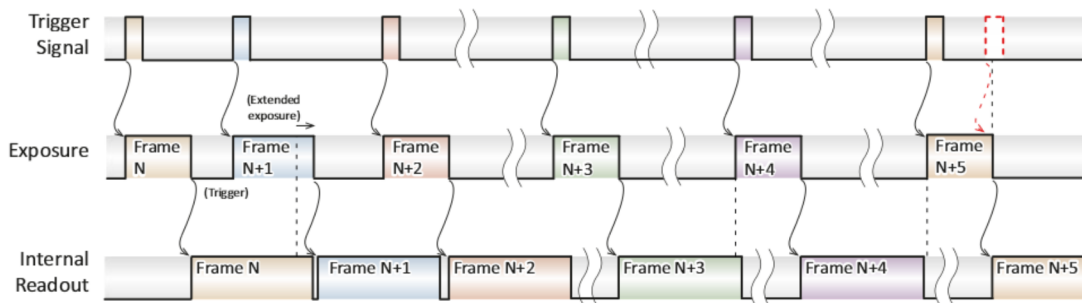 Trigger
Signal
(Extended
exposure)
Exposure
Frame
N
Frame
N+1
Frame
N+2
Frame
N+3
Frame
N+4
Frame
N+5
(Trigger)
Internal
Readout
Frame N
Frame N+1
Frame N+2
Frame N+3
Frame N+4
Frame N+5